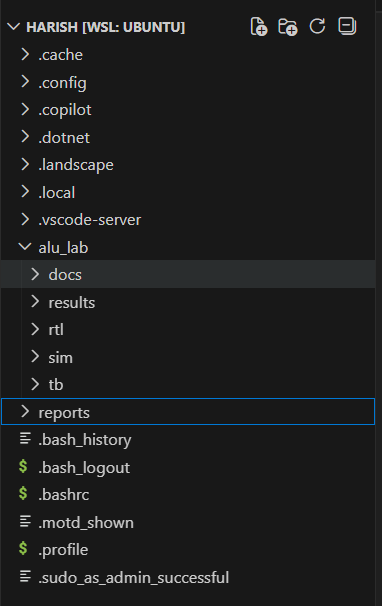 HARISH [WSL: UBUNTU]
.cache
.config
.copilot
.dotnet
.landscape
.local
.vscode-server
alu_lab
docs
results
rtl
sim
tb
reports
.bash_history
$ .bash_logout
$ .bashrc
.motd_shown
$ .profile
.sudo_as_admin_successful